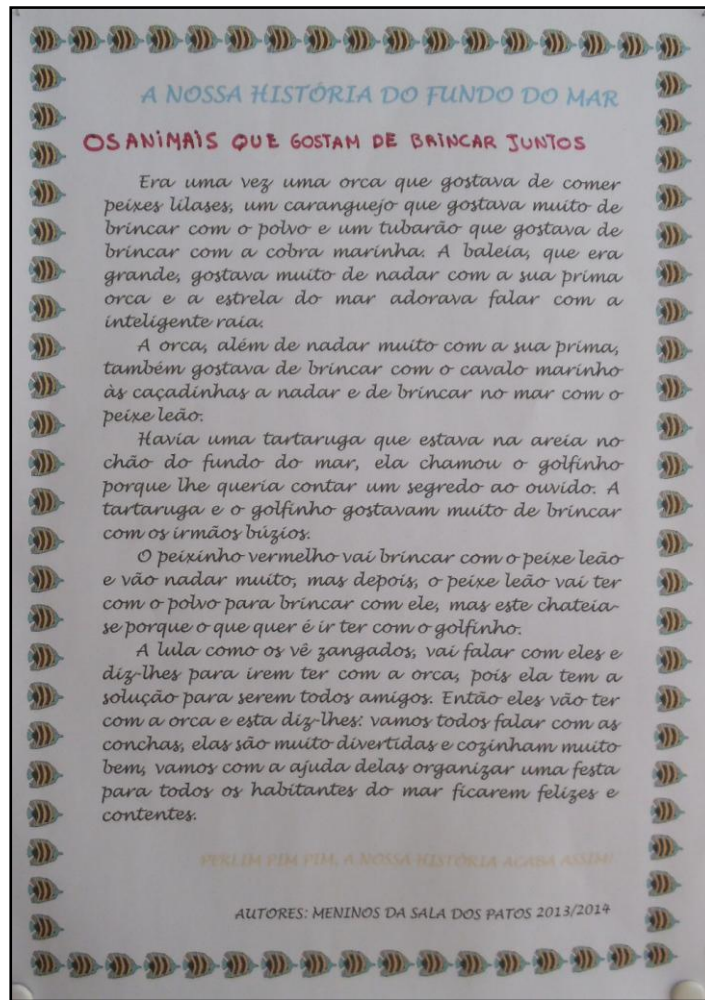 A NOSSA HISTÓRIA DO FUNDO DO MAR
OS ANIMAIS QUE GOSTAM DE BRINCAR JUNTOS
Era uma vez uma orca que gostava de comer
peixes lilases, um caranguejo que gostava muito de
brincar com o polvo e um tubarão que gostava de
brincar com a cobra marinha. A baleia, que era
grande, gostava muito de nadar com a sua prima
orca e a estrela do mar adorava falar com a
inteligente raia.
A orca, além de nadar muito com a sua prima,
também gostava de brincar com o cavalo marinho
às caçadinhas a nadar e de brincar no mar com o
peixe leão.
Havia uma tartaruga que estava na areia no
chão do fundo do mar, ela chamou o golfinho
porque lhe queria contar um segredo ao ouvido. A
tartaruga e o golfinho gostavam muito de brincar
com os irmãos búzios.
O peixinho vermelho vai brincar com o peixe leão
e vão nadar muito, mas depois, o peixe leão vai ter
com o polvo para brincar com ele, mas este chateia-
se porque o que quer é ir ter com o golfinho.
A lula como os vê zangados, vai falar com eles e
diz-lhes para irem ter com a orca, pois ela tem a
solução para serem todos amigos. Então eles vão ter
com a orca e esta diz-lhes: vamos todos falar com as
conchas, elas são muito divertidas e cozinham muito
bem, vamos com a ajuda delas organizar uma festa
para todos os habitantes do mar ficarem felizes e
contentes.
PERLIM PIM PIM, A NOSSA HISTÓRIA ACABA ASSIM!
AUTORES: MENINOS DA SALA DOS PATOS 2013/2014